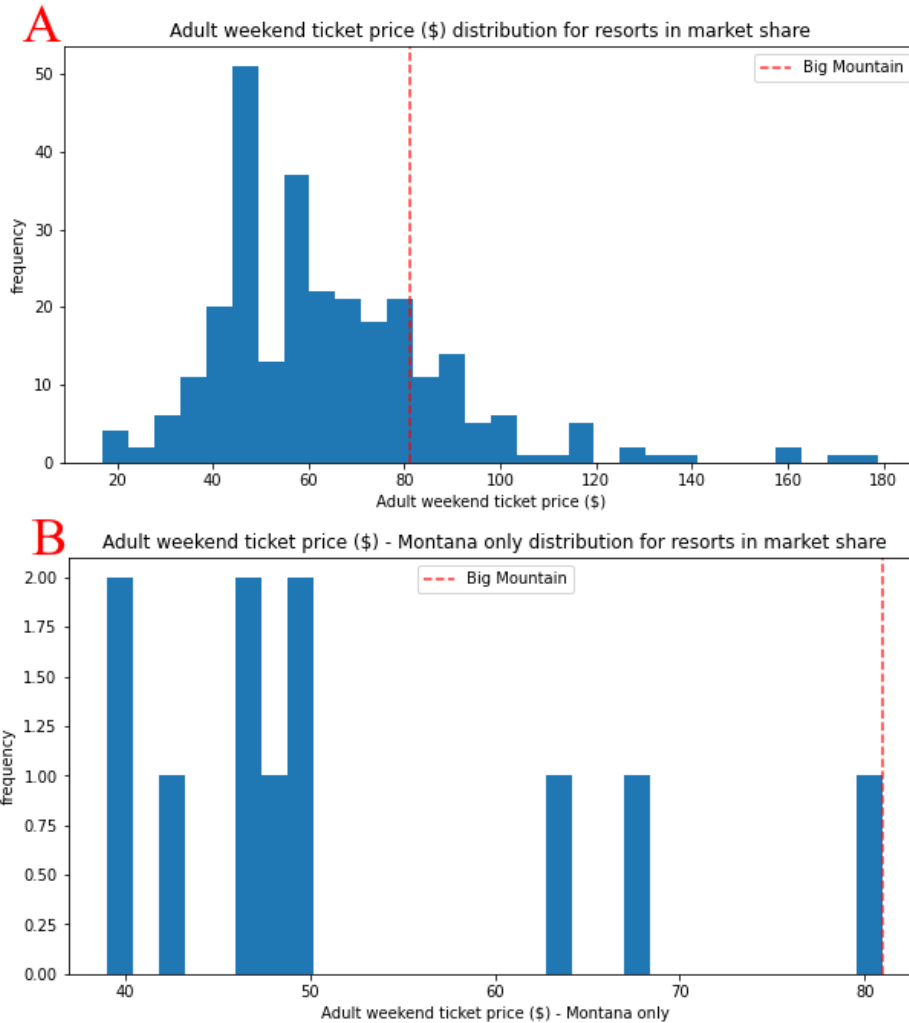 A
Adult weekend ticket price ($) distribution for resorts in market share
Big Mountain
frequency
50
40
30
20
10
0
20 40 60 80 100 120 140 160 180
Adult weekend ticket price ($)
B
Adult weekend ticket price ($) - Montana only distribution for resorts in market share
Big Mountain
frequency
2.00
1.75
1.50
1.25
1.00
0.75
0.50
0.25
0.00
40 50 60 70 80
Adult weekend ticket price ($) - Montana only